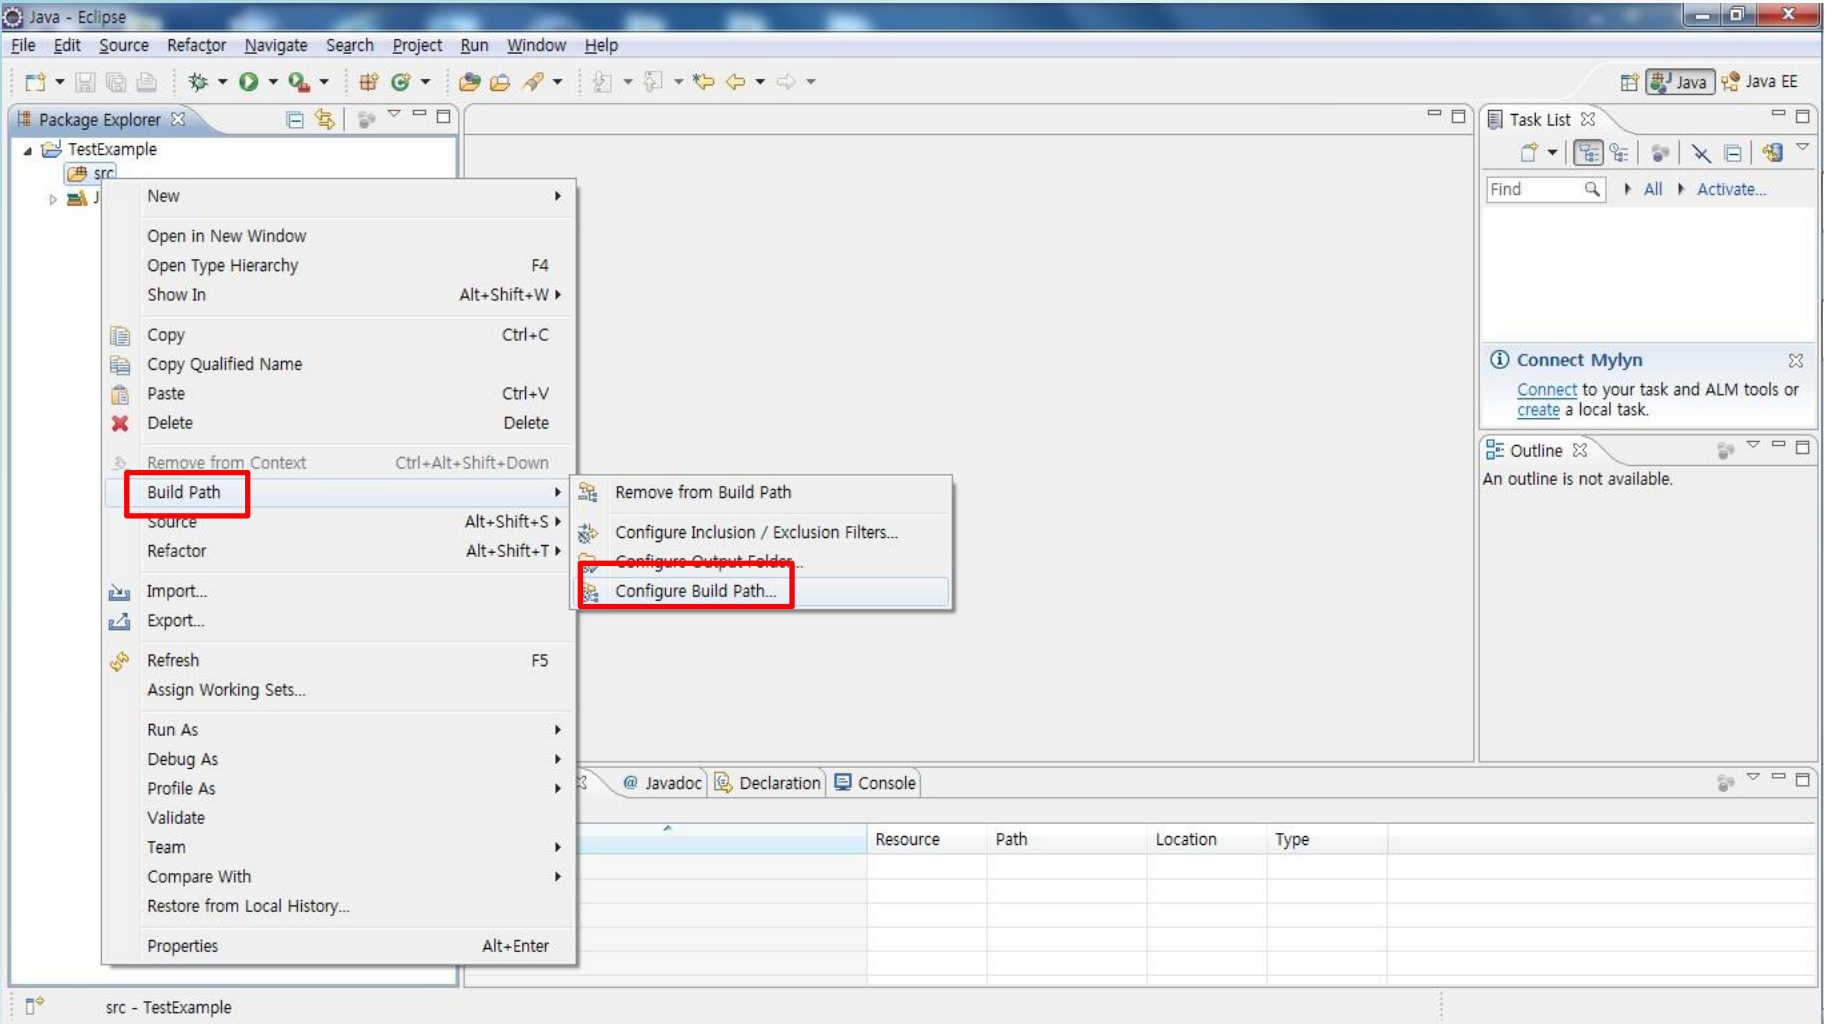 Java - Eclipse
File Edit Source Refactor Navigate Search Project Run Window Help
Java Java EE
Package Explorer
TestExample
src
J
New
Open in New Window
Open Type Hierarchy F4
Show In Alt+Shift+W
Copy Ctrl+C
Copy Qualified Name
Paste Ctrl+V
Delete Delete
Remove from Context Ctrl+Alt+Shift+Down
Build Path
Source Alt+Shift+S
Refactor Alt+Shift+T
Import...
Export...
Refresh F5
Assign Working Sets...
Run As
Debug As
Profile As
Validate
Team
Compare With
Restore from Local History...
Properties Alt+Enter
Remove from Build Path
Configure Inclusion / Exclusion Filters...
Configure Output Folder...
Configure Build Path...
Task List
Find All Activate...
Connect Mylyn
Connect to your task and ALM tools or
create a local task.
Outline
An outline is not available.
@ Javadoc Declaration Console
Resource Path Location Type
src - TestExample